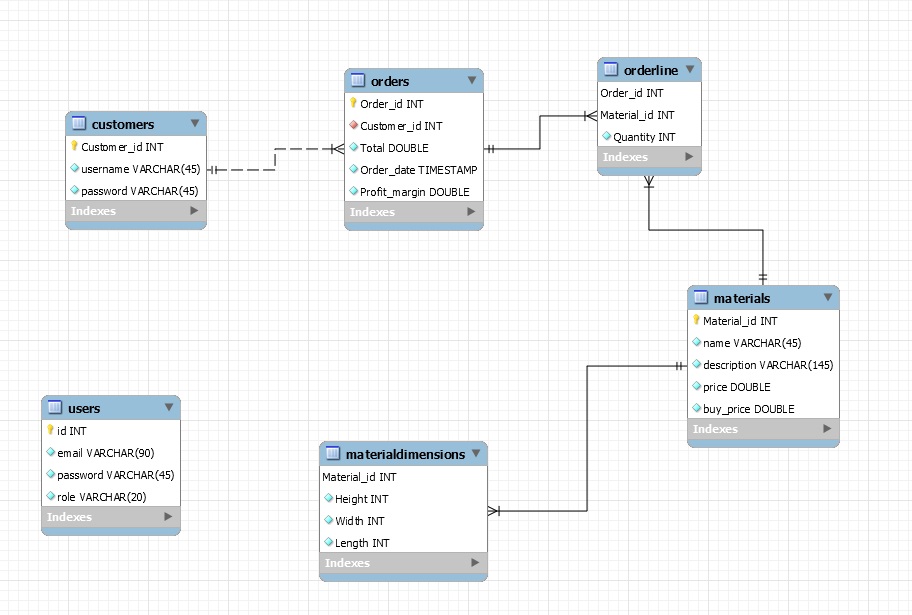 customers
Customer_id INT
username VARCHAR(45)
password VARCHAR(45)
Indexes
orders
Order_id INT
Customer_id INT
Total DOUBLE
Order_date TIMESTAMP
Profit_margin DOUBLE
Indexes
orderline
Order_id INT
Material_id INT
Quantity INT
Indexes
materials
Material_id INT
name VARCHAR(45)
description VARCHAR(145)
price DOUBLE
buy_price DOUBLE
Indexes
users
id INT
email VARCHAR(90)
password VARCHAR(45)
role VARCHAR(20)
Indexes
materialdimensions
Material_id INT
Height INT
Width INT
Length INT
Indexes